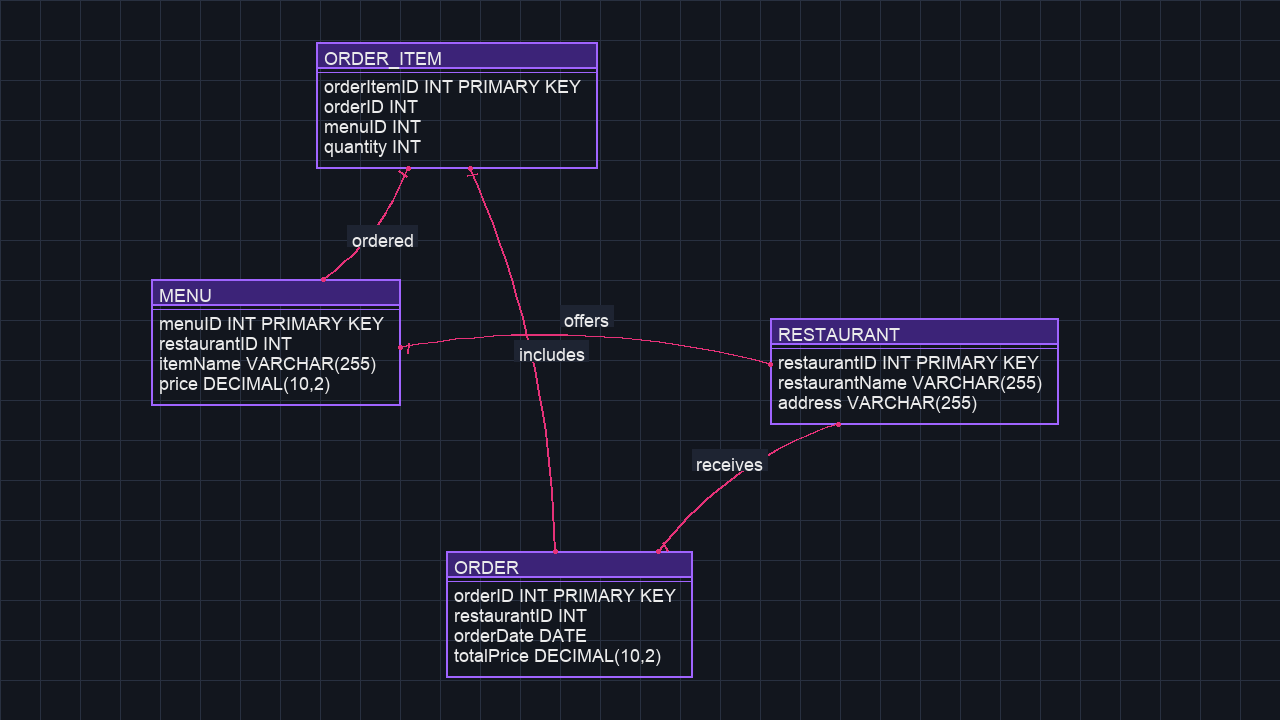 ORDER_ITEM
orderItemID INT PRIMARY KEY
orderID INT
menuID INT
quantity INT
ordered
MENU
menuID INT PRIMARY KEY
restaurantID INT
itemName VARCHAR(255)
price DECIMAL(10,2)
offers
includes
RESTAURANT
restaurantID INT PRIMARY KEY
restaurantName VARCHAR(255)
address VARCHAR(255)
receives
ORDER
orderID INT PRIMARY KEY
restaurantID INT
orderDate DATE
totalPrice DECIMAL(10,2)